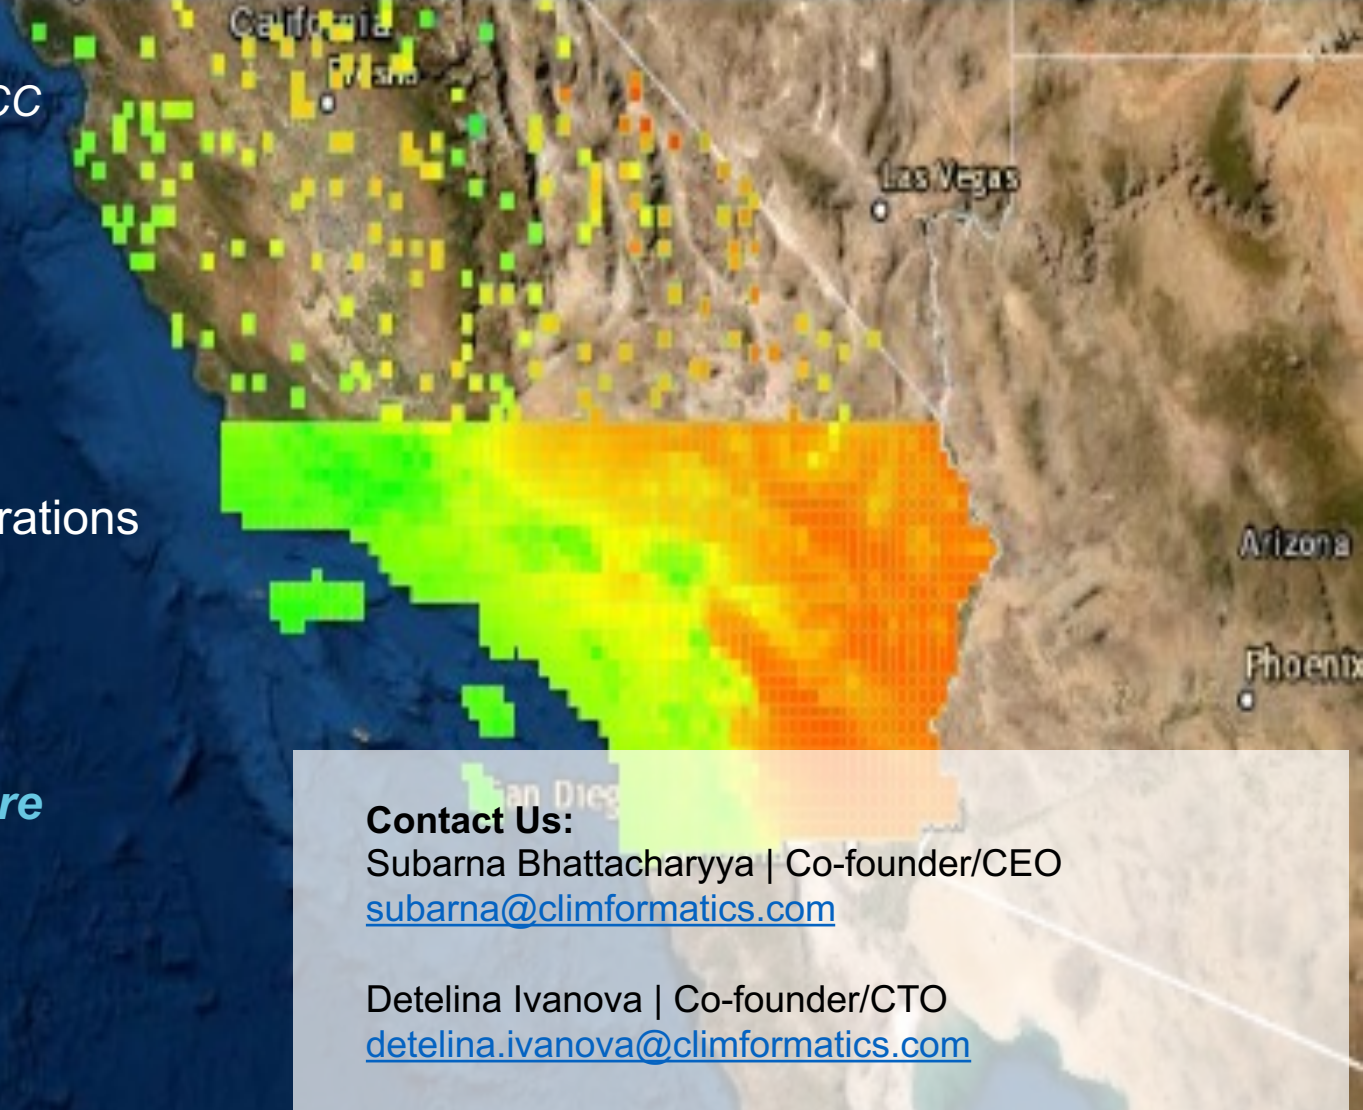 California
CC
Fresno
Las Vegas
rations
Arizona
Phoenix
re
San Dieg
Contact Us:
Subarna Bhattacharyya | Co-founder/CEO
subarna@climformatics.com
Detelina Ivanova | Co-founder/CTO
detelina.ivanova@climformatics.com